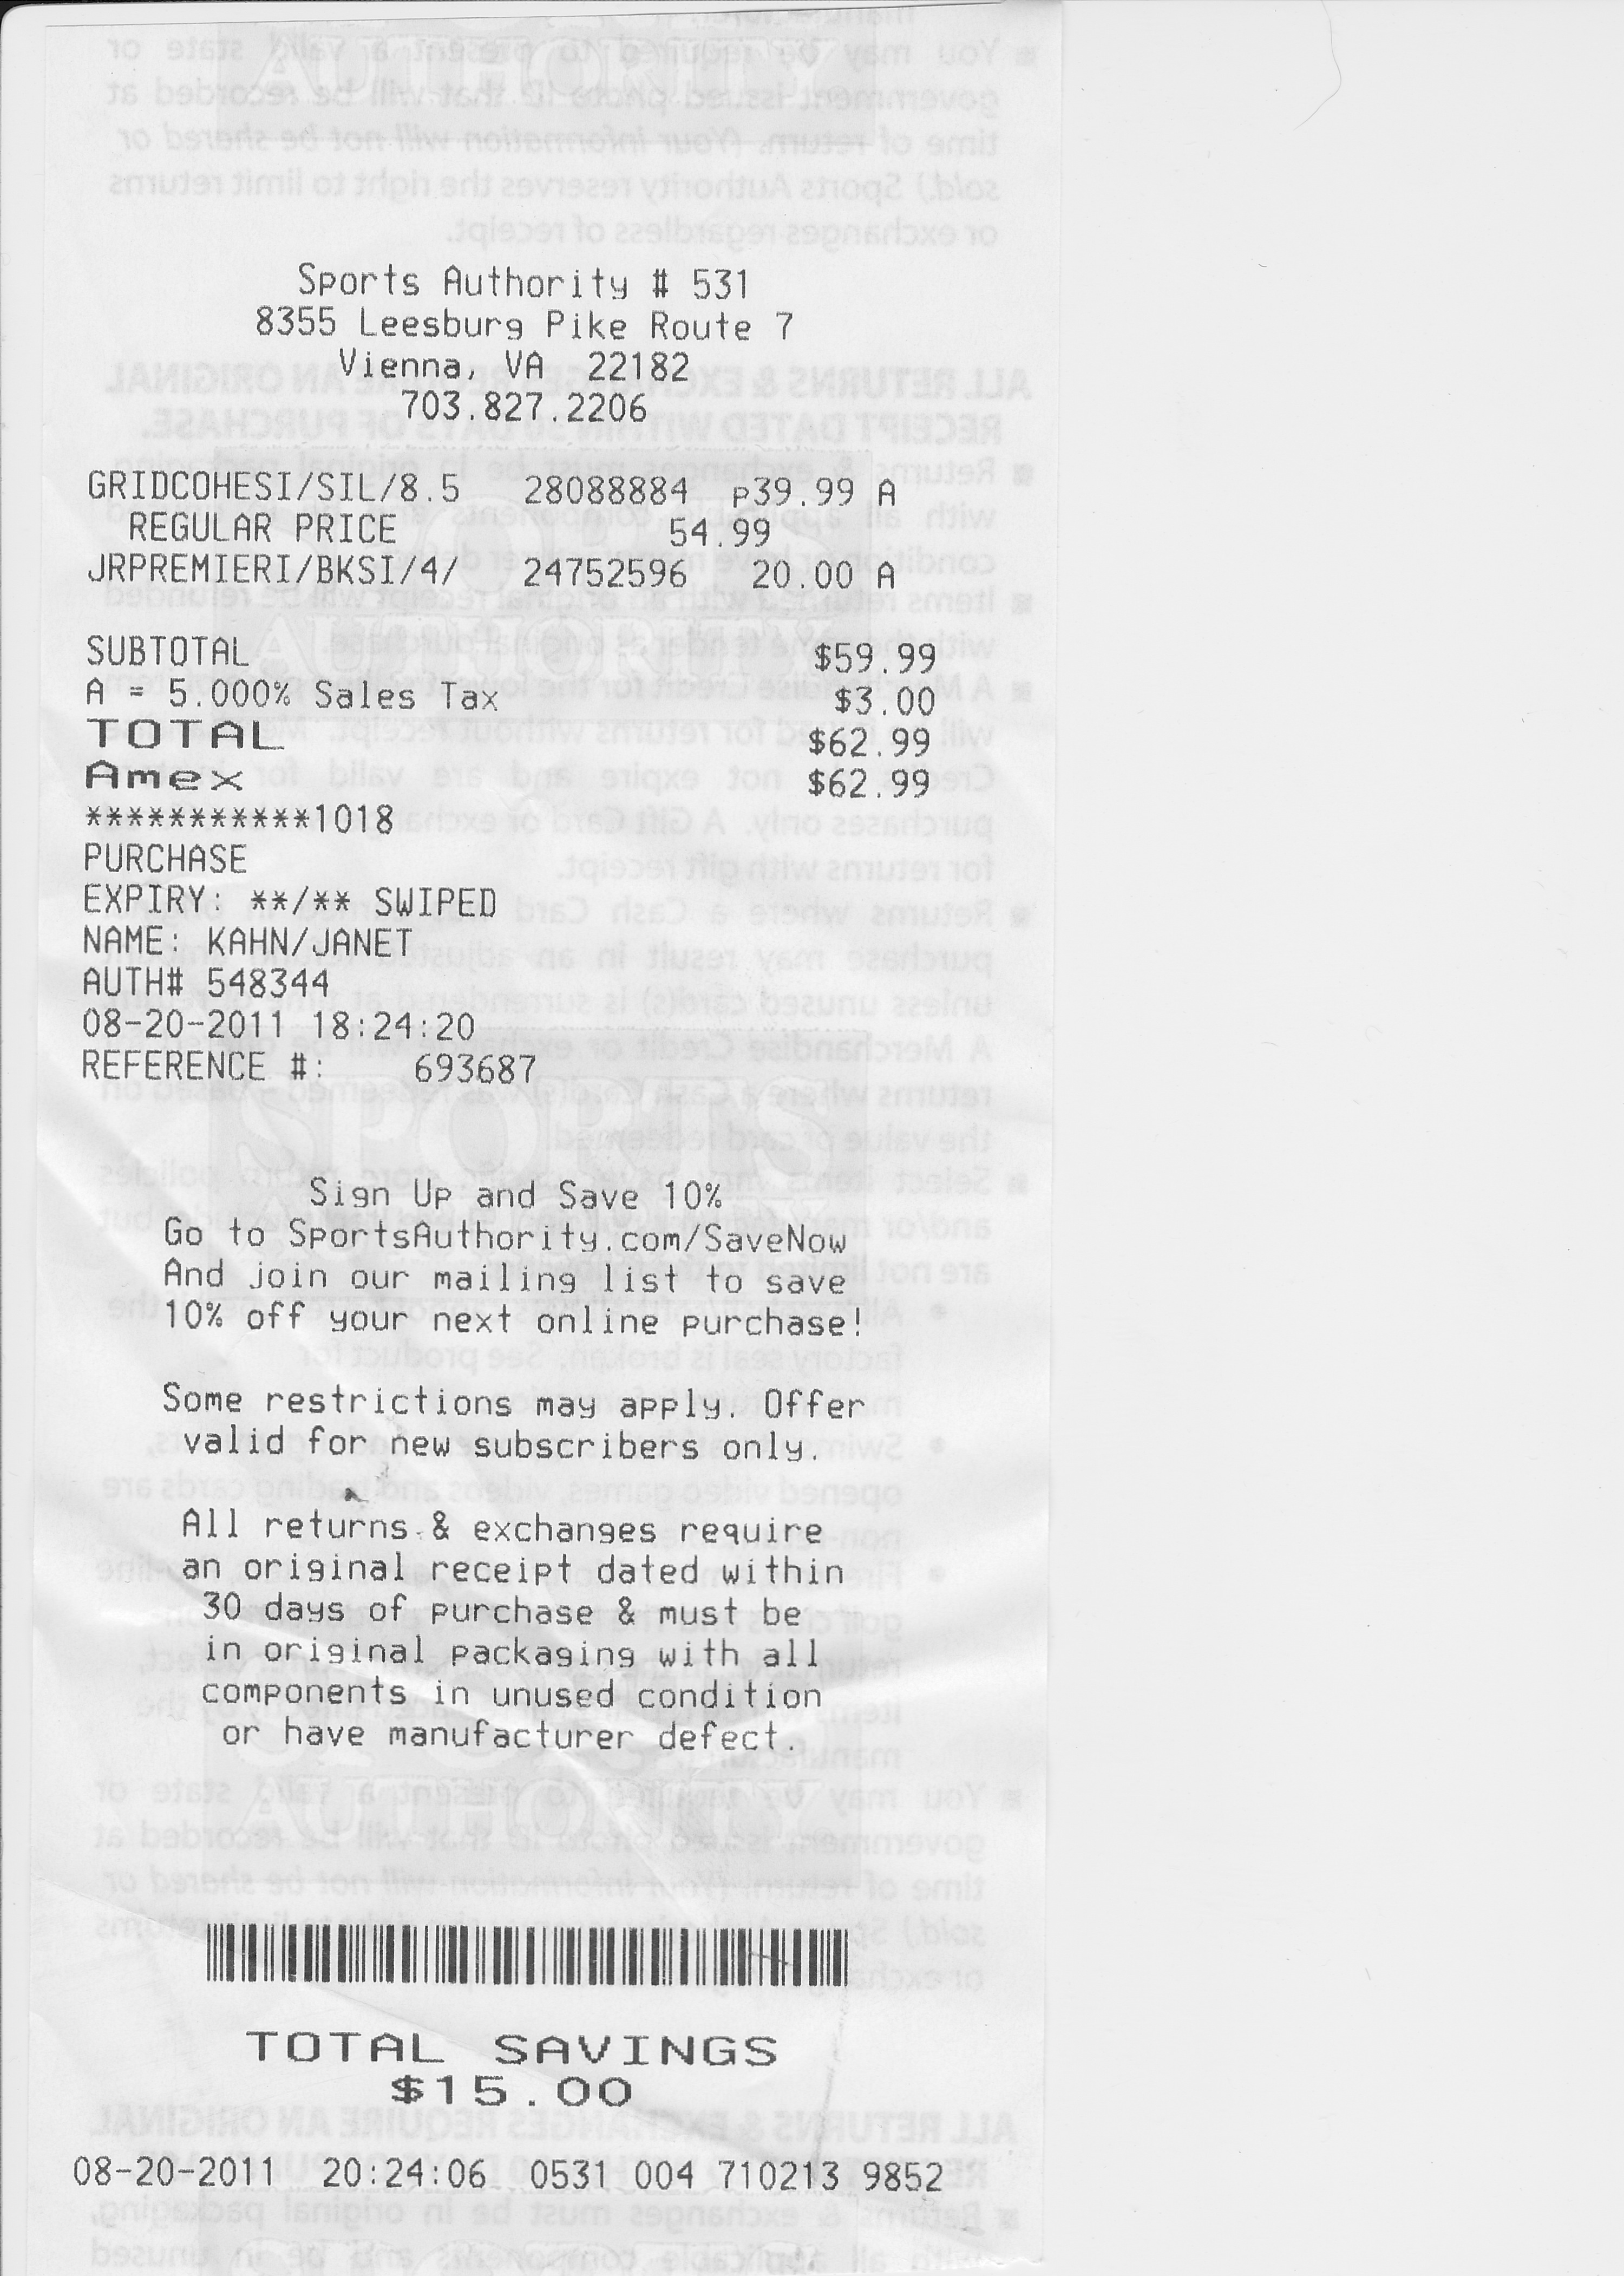 Sports Authority # 531
8355 Leesburg Pike Route 7
Vienna, VA 22182
703.827.2206
GRIDCOHESI/SIL/8.5 28088884 P39.99 A
REGULAR PRICE 54.99
JRPREMIERI/BKSI/4/ 24752596 20.00 A
SUBTOTAL $59.99
A = 5.000% Sales Tax $3.00
TOTAL $62.99
Amex $62.99
***********1018
PURCHASE
EXPIRY: **/** SWIPED
NAME: KAHN/JANET
AUTH# 548344
08-20-2011 18:24:20
REFERENCE #: 693687
Sign Up and Save 10%
Go to SportsAuthority.com/SaveNow
And join our mailing list to save
10% off your next online purchase!
Some restrictions may apply. Offer
valid for new subscribers only.
All returns & exchanges require
an original receipt dated within
30 days of purchase & must be
in original packaging with all
components in unused condition
or have manufacturer defect.
TOTAL SAVINGS
$15.00
08-20-2011 20:24:06 0531 004 710213 9852